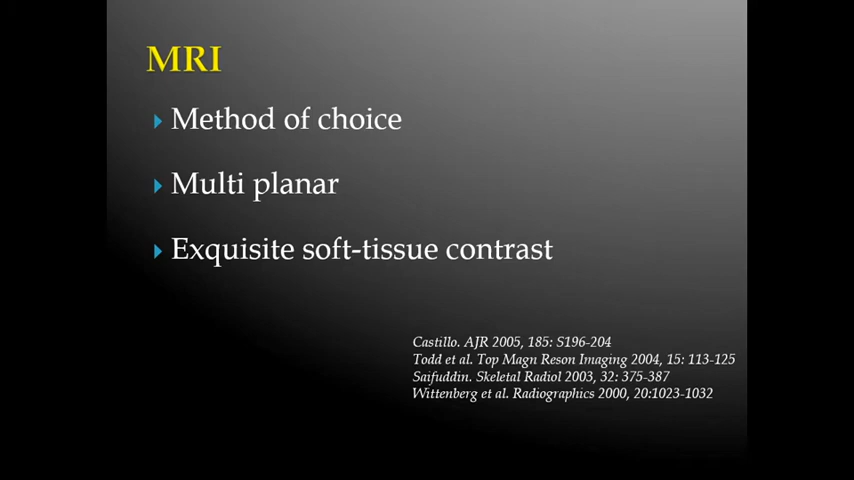 MRI
Method of choice
Multi planar
Exquisite soft-tissue contrast
Castillo. AJR 2005, 185: S196-204
Todd et al. Top Magn Reson Imaging 2004, 15: 113-125
Saifuddin. Skeletal Radiol 2003, 32: 375-387
Wittenberg et al. Radiographics 2000, 20:1023-1032